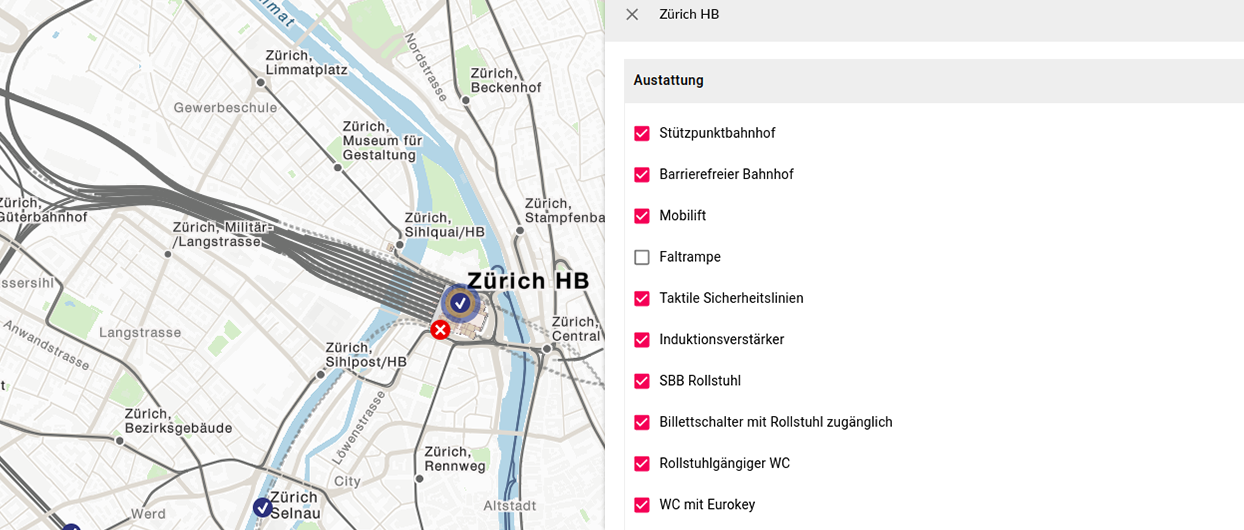 Limmat
Zürich,
Limmatplatz
Nordstrasse
Zürich,
Beckenhof
Gewerbeschule
Zürich,
Museum für
Gestaltung
Zürich,
Güterbahnhof
Zürich, Militär-
/Langstrasse
Zürich,
Sihlquai/HB
Zürich,
Stampfenba
ssersihl
Zürich HB
Anwandstrasse
Langstrasse
Zürich,
Central
Zürich,
Sihlpost/HB
t
Zürich,
Bezirksgebäude
Löwenstrasse
Zürich,
Rennweg
City
Zürich
Selnau
Werd
Altstadt
Zürich HB
Austattung
Stützpunktbahnhof
Barrierefreier Bahnhof
Mobilift
Faltrampe
Taktile Sicherheitslinien
Induktionsverstärker
SBB Rollstuhl
Billettschalter mit Rollstuhl zugänglich
Rollstuhlgängiger WC
WC mit Eurokey